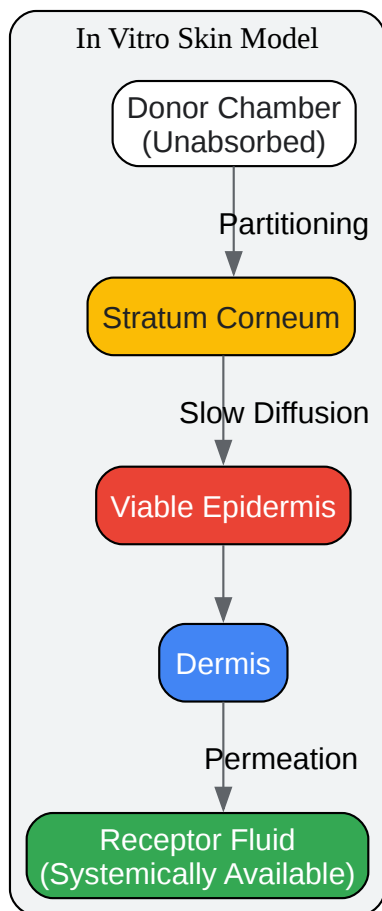 In Vitro Skin Model
Donor Chamber
(Unabsorbed)
Partitioning
Stratum Corneum
Slow Diffusion
Viable Epidermis
Dermis
Permeation
Receptor Fluid
(Systemically Available)